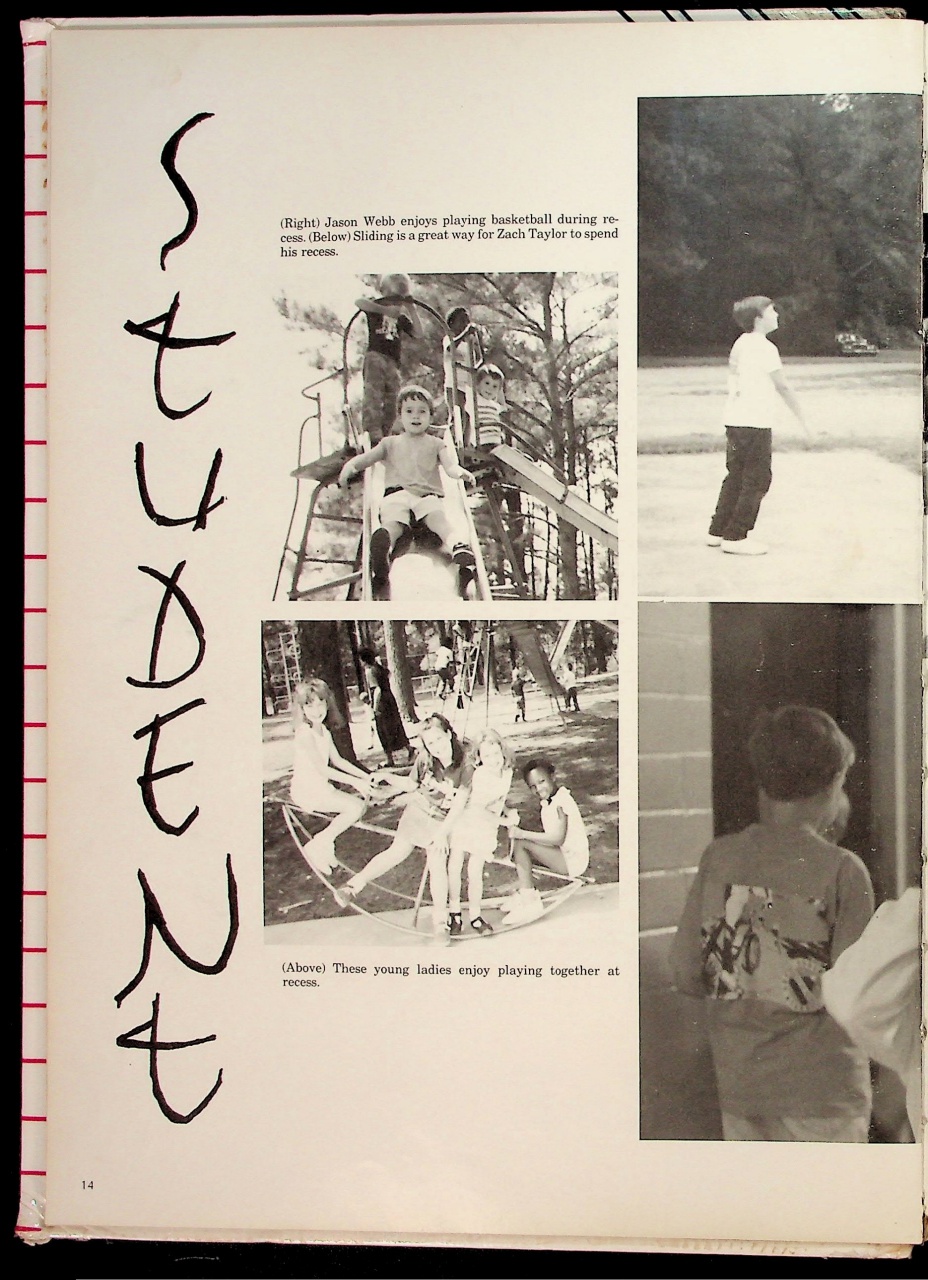 STUDENT
(Right) Jason Webb enjoys playing basketball during re-
cess. (Below) Sliding is a great way for Zach Taylor to spend
his recess.
(Above) These young ladies enjoy playing together at
recess.
14